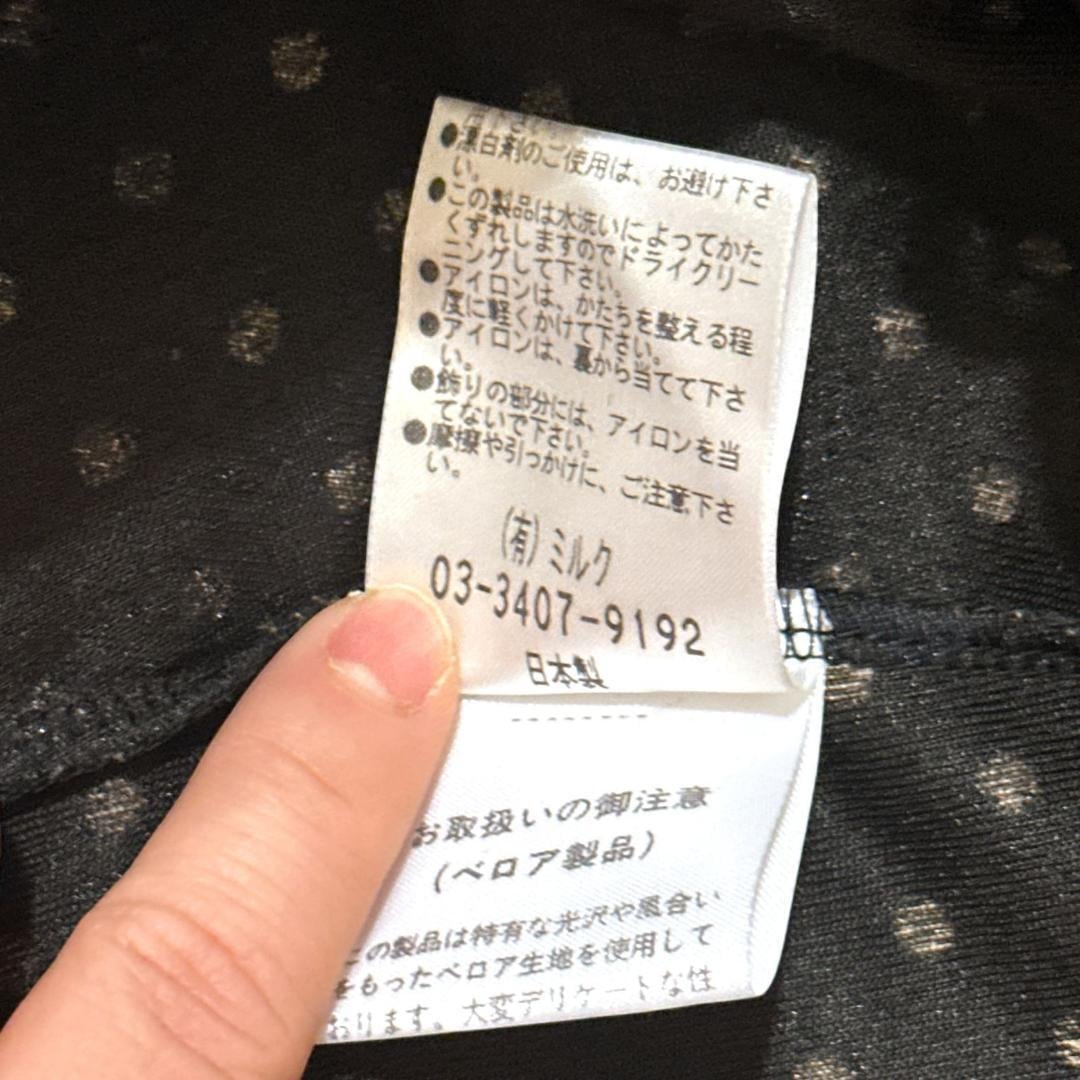 ●漂白剤のご使用は、お避け下さ
い。
●この製品は水洗いによってかた
くずれしますのでドライクリー
ニングして下さい。
●アイロンは、かたちを整える程
度に軽くかけて下さい。
●アイロンは、裏から当てて下さ
い。
●飾りの部分には、アイロンを当
てないで下さい。
●摩擦や引っかけに、ご注意下さ
い。
(有)ミルク
03-3407-9192
日本製
お取扱いの御注意
(ベロア製品)
この製品は特有な光沢や風合い
をもったベロア生地を使用して
おります。大変デリケートな性